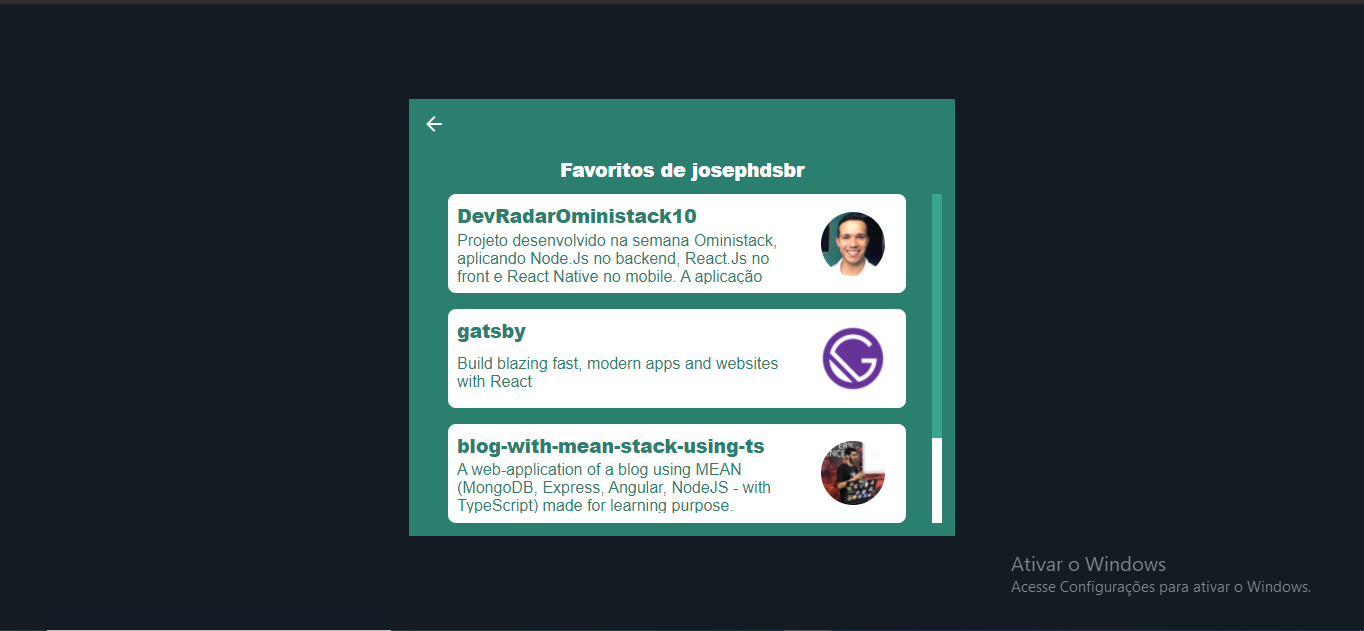 Favoritos de josephdsbr
DevRadarOministack10
Projeto desenvolvido na semana Oministack,
aplicando Node.Js no backend, React.Js no
front e React Native no mobile. A aplicação
gatsby
Build blazing fast, modern apps and websites
with React
blog-with-mean-stack-using-ts
A web-application of a blog using MEAN
(MongoDB, Express, Angular, NodeJS - with
TypeScript) made for learning purpose.
Ativar o Windows
Acesse Configurações para ativar o Windows.